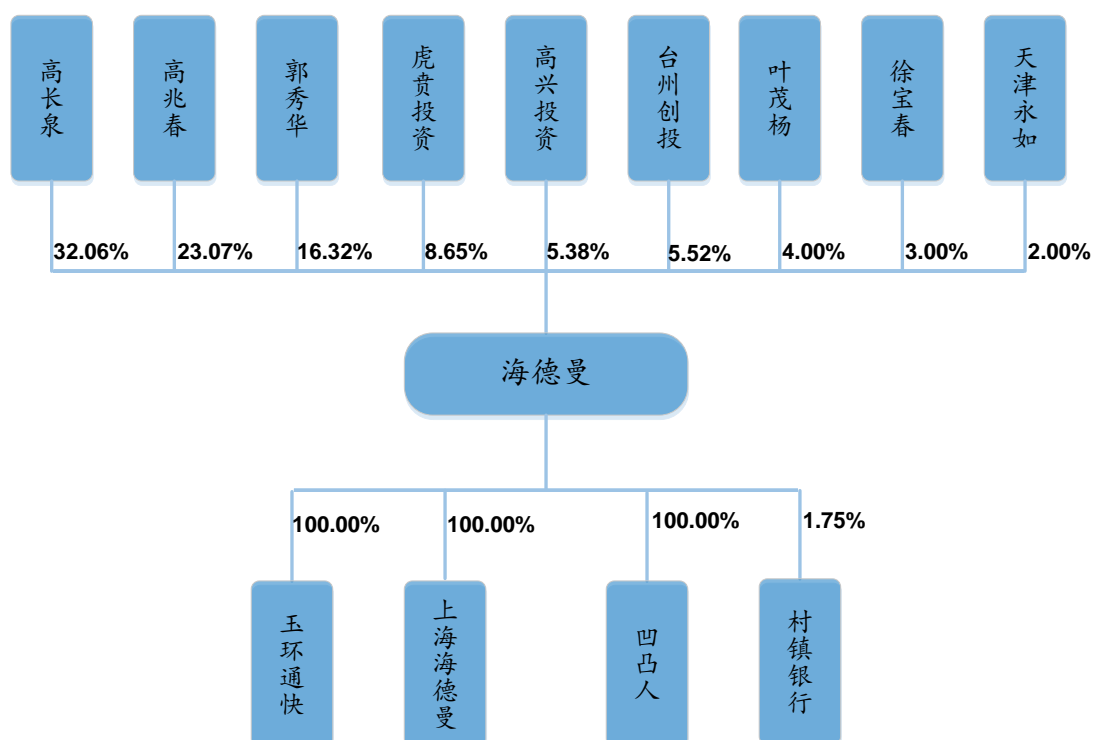 高长泉
高兆春
郭秀华
虎贲投资
高兴投资
台州创投
叶茂杨
徐宝春
天津永如
32.06%
23.07%
16.32%
8.65%
5.38%
5.52%
4.00%
3.00%
2.00%
海德曼
100.00%
100.00%
100.00%
1.75%
玉环通快
上海海德曼
凹凸人
村镇银行